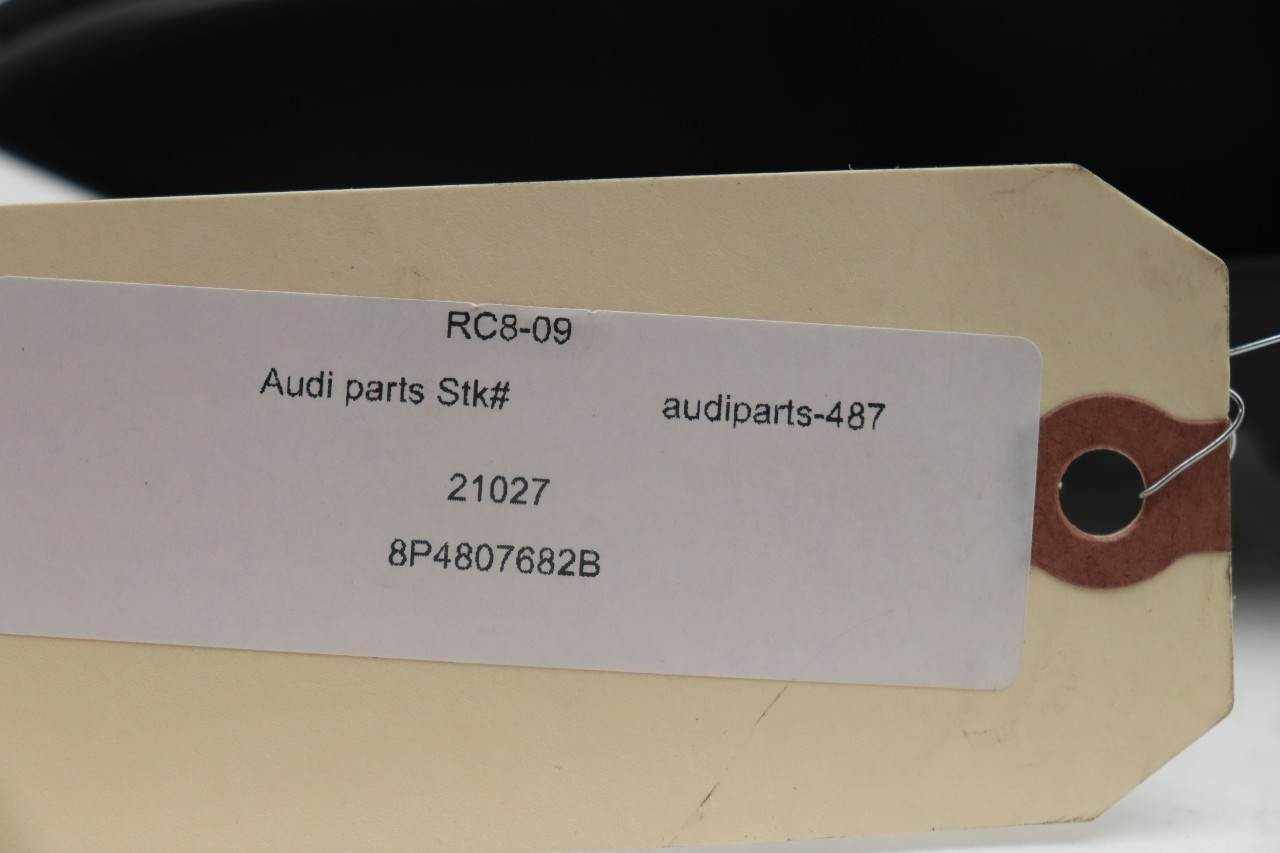 RC8-09
Audi parts Stk# audiparts-487
21027
8P4807682B